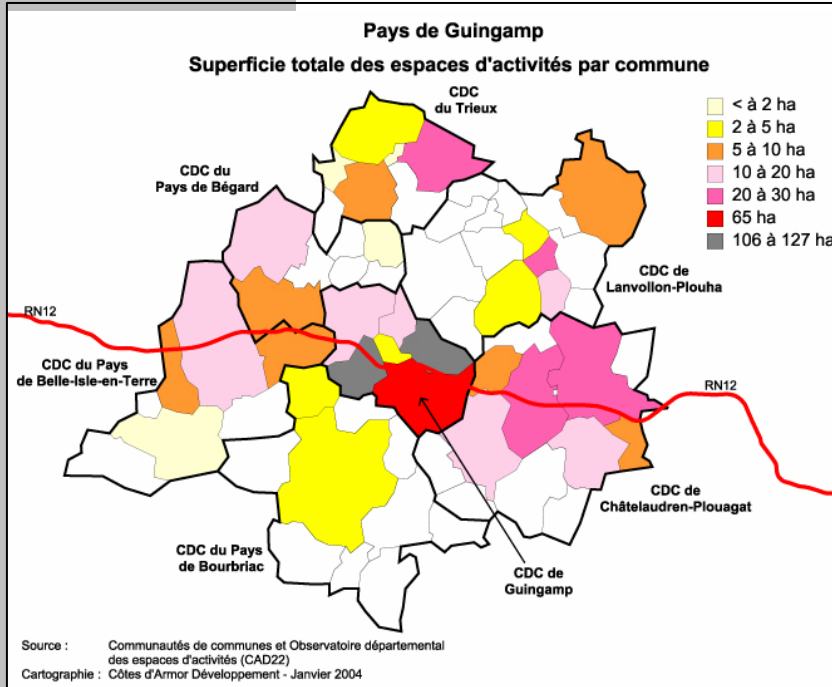 Pays de Guingamp
Superficie totale des espaces d'activités par commune
CDC
du Trieux
< à 2 ha
2 à 5 ha
5 à 10 ha
10 à 20 ha
20 à 30 ha
65 ha
106 à 127 ha
CDC du
Pays de Bégard
CDC de
Lanvollon-Plouha
RN12
CDC du Pays
de Belle-Isle-en-Terre
RN12
CDC de
Châtelaudren-Plouagat
CDC du Pays
de Bourbriac
CDC de
Guingamp
Source : Communautés de communes et Observatoire départemental
des espaces d'activités (CAD22)
Cartographie : Côtes d'Armor Développement - Janvier 2004